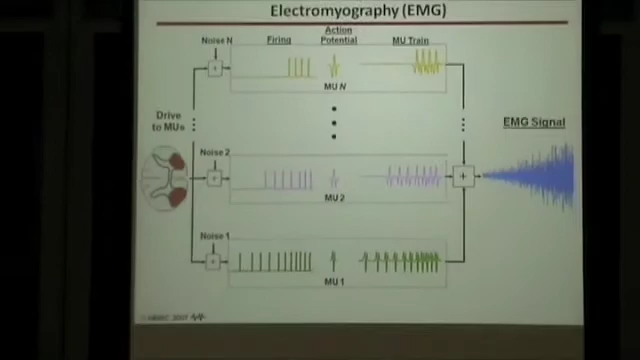 Electromyography (EMG)
Noise N
Firing
Action
Potential
MU Train
MU N
Drive
to MUs
EMG Signal
Noise 2
MU 2
Noise 1
MU 1
2007